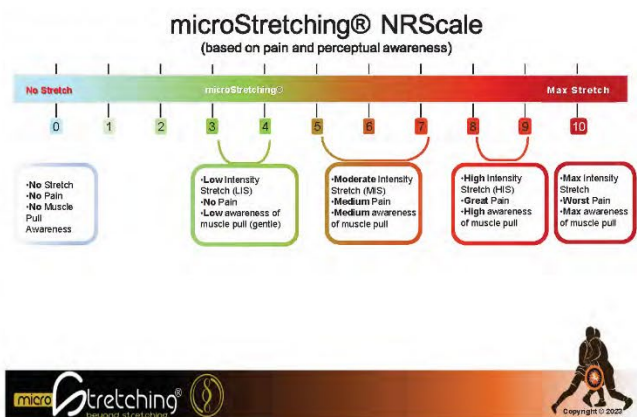 microStretching® NRScale
(based on pain and perceptual awareness)
No Stretch
microStretching©
Max Stretch
0 1 2 3 4 5 6 7 8 9 10
•No Stretch
•No Pain
•No Muscle
Pull
Awareness
•Low Intensity
Stretch (LIS)
•No Pain
•Low awareness of
muscle pull (gentle)
•Moderate Intensity
Stretch (MIS)
•Medium Pain
•Medium awareness
of muscle pull
•High Intensity
Stretch (HIS)
•Great Pain
•High awareness
of muscle pull
•Max Intensity
Stretch
•Worst Pain
•Max awareness
of muscle pull
microStretching®
beyond stretching
Copyright © 2023